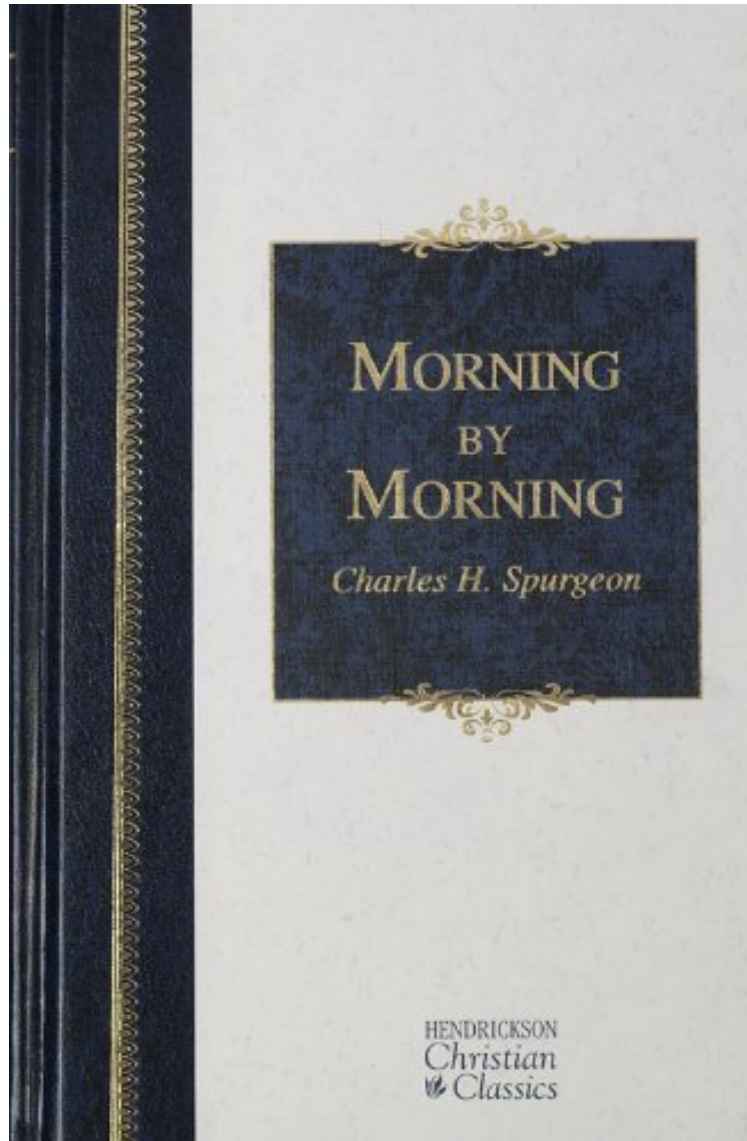 MORNING
BY
MORNING
Charles H. Spurgeon
HENDRICKSON
Christian
Classics